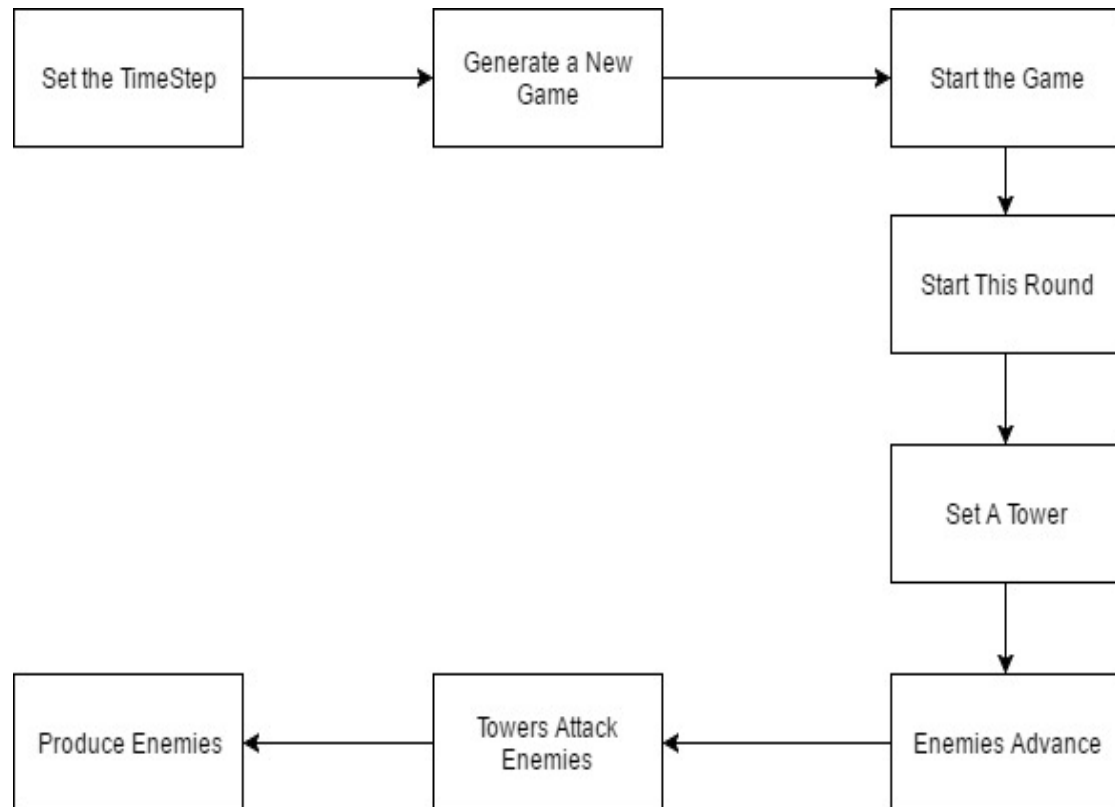 Set the TimeStep
Generate a New
Game
Start the Game
Start This Round
Set A Tower
Enemies Advance
Towers Attack
Enemies
Produce Enemies